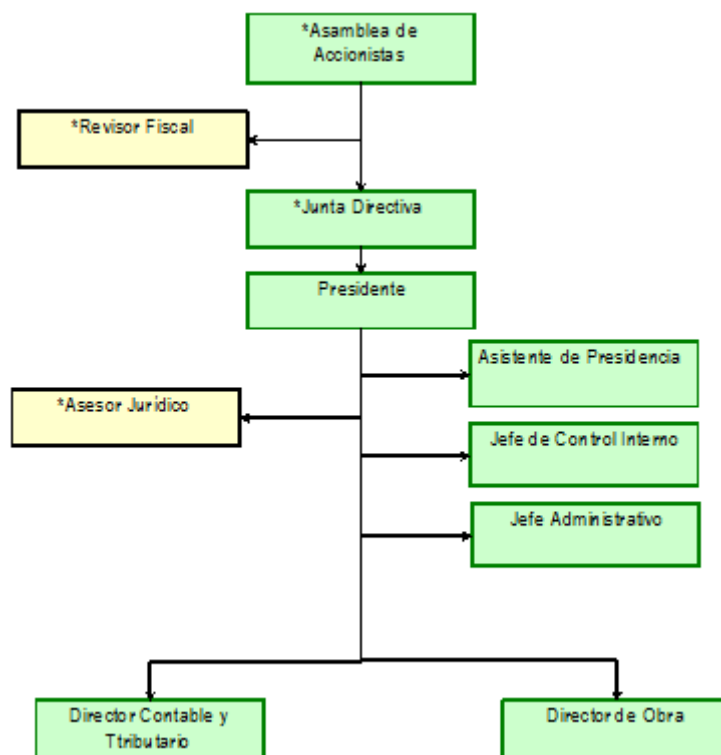 *Asamblea de
Accionistas
*Revisor Fiscal
*Junta Directiva
Presidente
Asistente de Presidencia
*Asesor Jurídico
Jefe de Control Interno
Jefe Administrativo
Director Contable y
Ttributario
Director de Obra